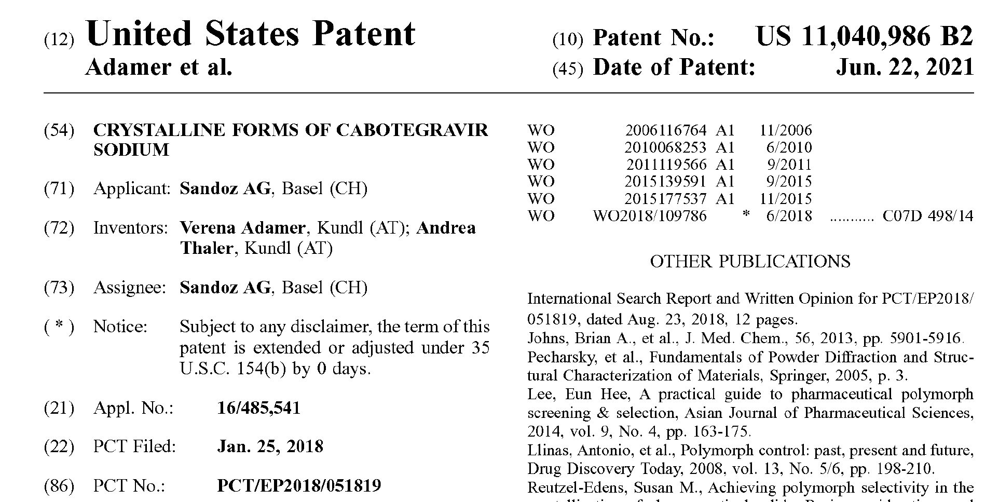 (12) United States Patent
Adamer et al.
(10) Patent No.: US 11,040,986 B2
(45) Date of Patent: Jun. 22, 2021
(54) CRYSTALLINE FORMS OF CABOTEGRAVIR
SODIUM
(71) Applicant: Sandoz AG, Basel (CH)
(72) Inventors: Verena Adamer, Kundl (AT); Andrea
Thaler, Kundl (AT)
(73) Assignee: Sandoz AG, Basel (CH)
( * ) Notice: Subject to any disclaimer, the term of this
patent is extended or adjusted under 35
U.S.C. 154(b) by 0 days.
(21) Appl. No.: 16/485,541
(22) PCT Filed: Jan. 25, 2018
(86) PCT No.: PCT/EP2018/051819
WO 2006116764 A1 11/2006
WO 2010068253 A1 6/2010
WO 2011119566 A1 9/2011
WO 2015139591 A1 9/2015
WO 2015177537 A1 11/2015
WO WO2018/109786 * 6/2018 ........... C07D 498/14
OTHER PUBLICATIONS
International Search Report and Written Opinion for PCT/EP2018/
051819, dated Aug. 23, 2018, 12 pages.
Johns, Brian A., et al., J. Med. Chem., 56, 2013, pp. 5901-5916.
Pecharsky, et al., Fundamentals of Powder Diffraction and Struc-
tural Characterization of Materials, Springer, 2005, p. 3.
Lee, Eun Hee, A practical guide to pharmaceutical polymorph
screening & selection, Asian Journal of Pharmaceutical Sciences,
2014, vol. 9, No. 4, pp. 163-175.
Llinas, Antonio, et al., Polymorph control: past, present and future,
Drug Discovery Today, 2008, vol. 13, No. 5/6, pp. 198-210.
Reutzel-Edens, Susan M., Achieving polymorph selectivity in the